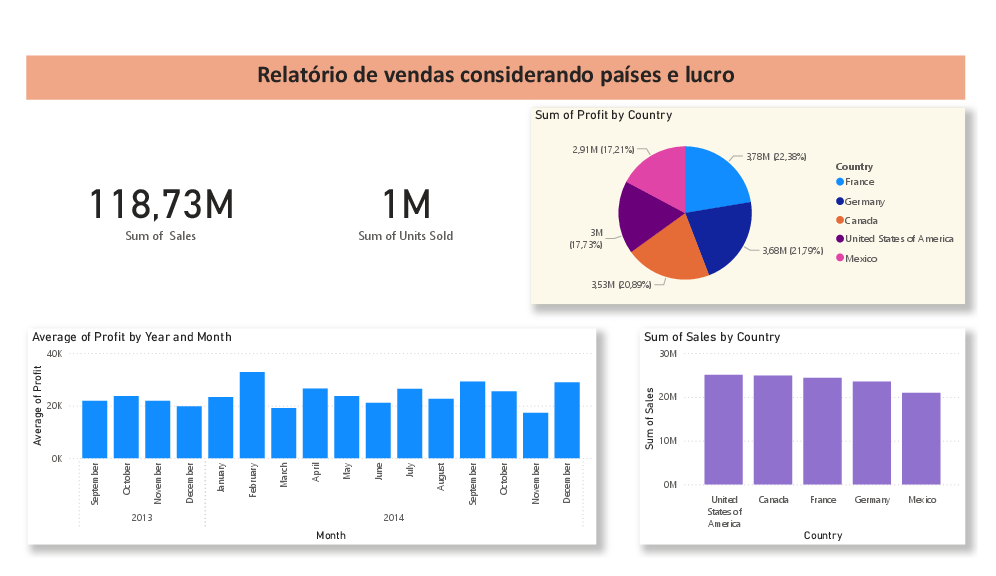 Relatório de vendas considerando países e lucro
118,73M
Sum of Sales
1M
Sum of Units Sold
Sum of Profit by Country
3,78M (22,38%)
3,68M (21,79%)
3,53M (20,89%)
3M
(17,73%)
2,91M (17,21%)
Country
France
Germany
Canada
United States of America
Mexico
Average of Profit by Year and Month
Average of Profit
40K
20K
0K
September
October
November
December
January
February
March
April
May
June
July
August
September
October
November
December
2013
2014
Month
Sum of Sales by Country
Sum of Sales
30M
20M
10M
0M
United
States of
America
Canada
France
Germany
Mexico
Country